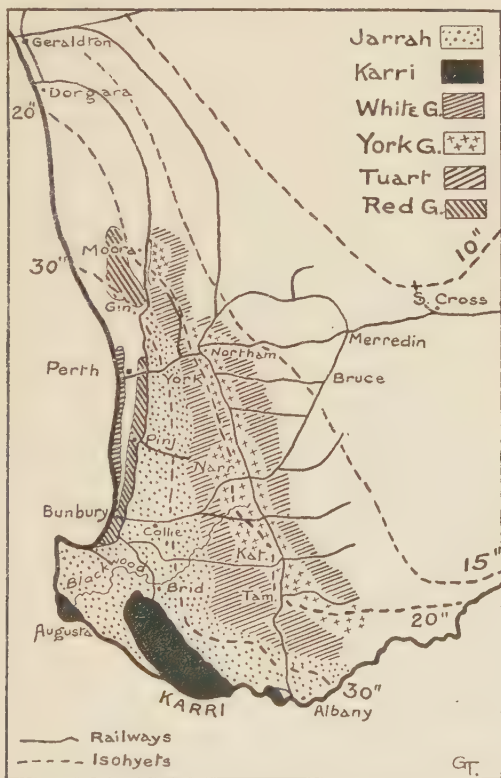 Geraldton
Dorgara
20"
30"
Moora
Gin.
Perth
York
Northam
Pinj
Narr.
Bunbury
Collie
Kat.
Blackwood
Brid
Tam.
Augusta
KARRI
Albany
30"
20"
15"
10"
S. Cross
Merredin
Bruce
Jarrah
Karri
White G.
York G.
Tuart
Red G.
Railways
Isohyets
GT.